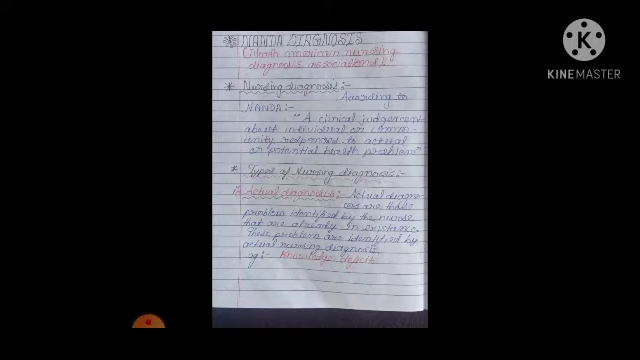 * NANDA DIAGNOSIS
(North american nursing
diagnosis association)
* Nursing diagnosis:-
According to
NANDA:-
"A clinical judgement
about individual or comm-
unity responses to actual
or potential health problem"
* Types of Nursing diagnosis:-
Actual diagnosis: Actual diagno-
ses are those
problem identified by the nurse
that are already in existance.
These problem are identified by
actual nursing diagnosis.
eg:- Knowledge deficit
K
KINEMASTER